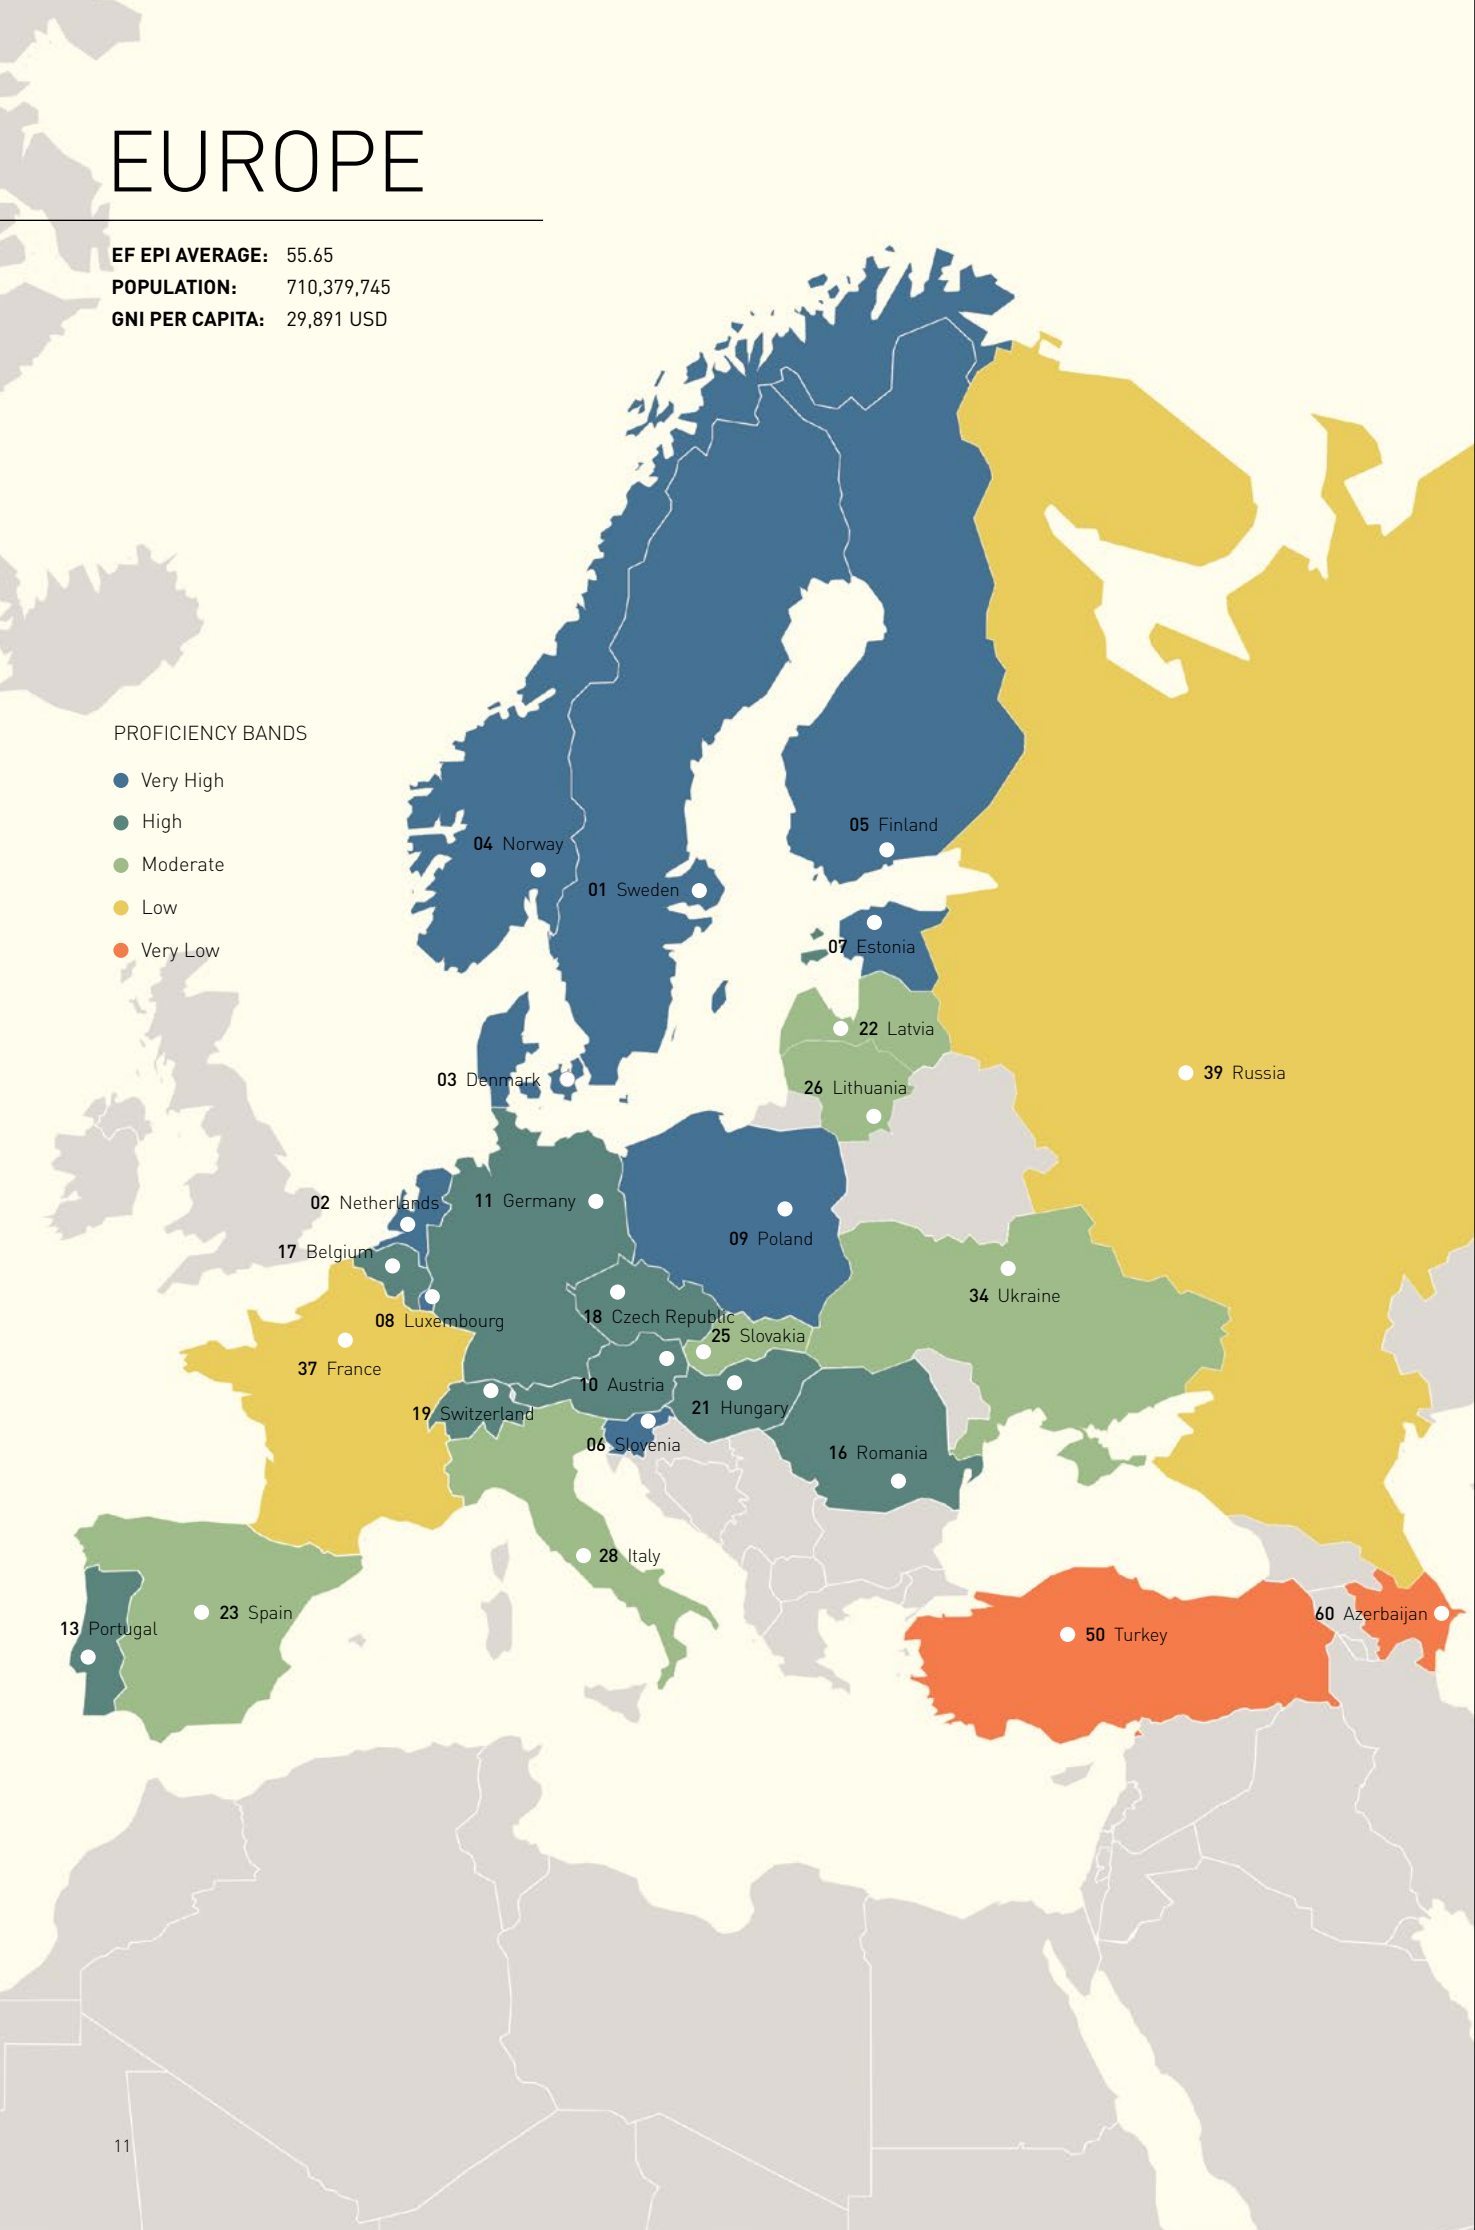 EUROPE
EF EPI AVERAGE: 55.65
POPULATION: 710,379,745
GNI PER CAPITA: 29,891 USD
PROFICIENCY BANDS
Very High
High
Moderate
Low
Very Low
05 Finland
04 Norway
01 Sweden
07 Estonia
22 Latvia
39 Russia
03 Denmark
26 Lithuania
02 Netherlands
11 Germany
09 Poland
17 Belgium
34 Ukraine
18 Czech Republic
08 Luxembourg
25 Slovakia
37 France
10 Austria
21 Hungary
19 Switzerland
06 Slovenia
16 Romania
28 Italy
23 Spain
60 Azerbaijan
13 Portugal
50 Turkey
11